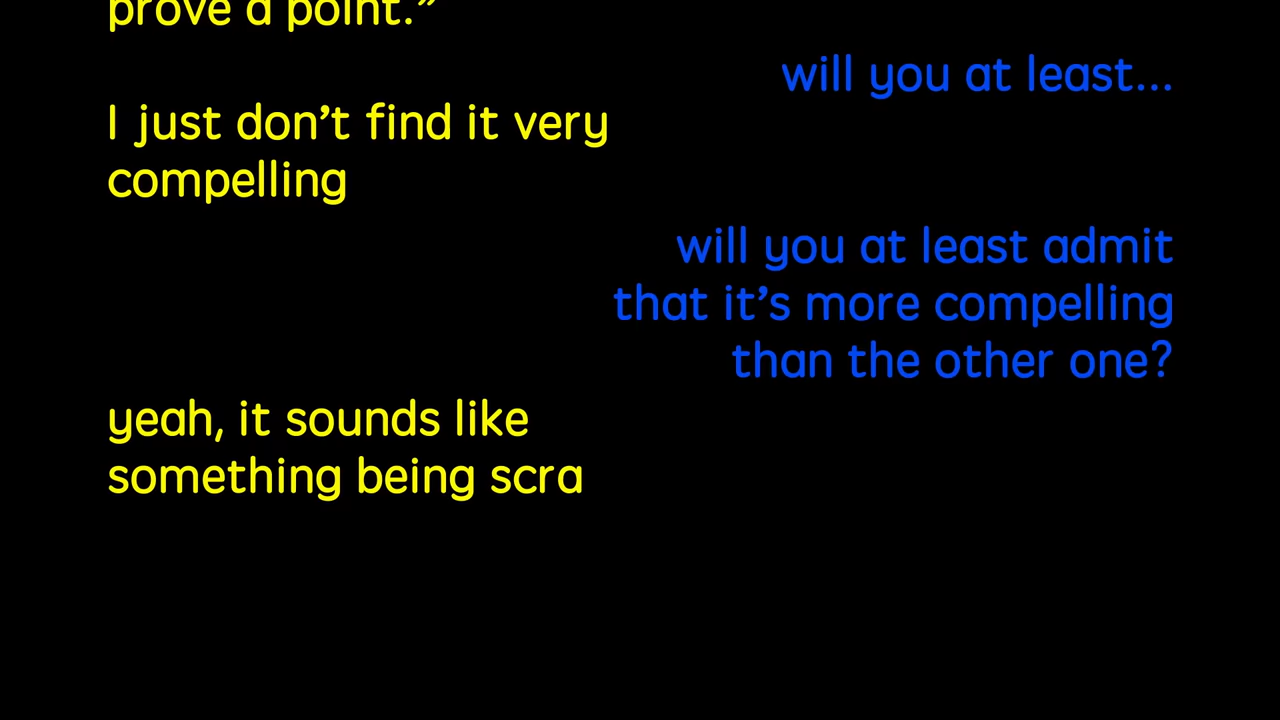 prove a point.”
will you at least...
I just don’t find it very
compelling
will you at least admit
that it’s more compelling
than the other one?
yeah, it sounds like
something being scra